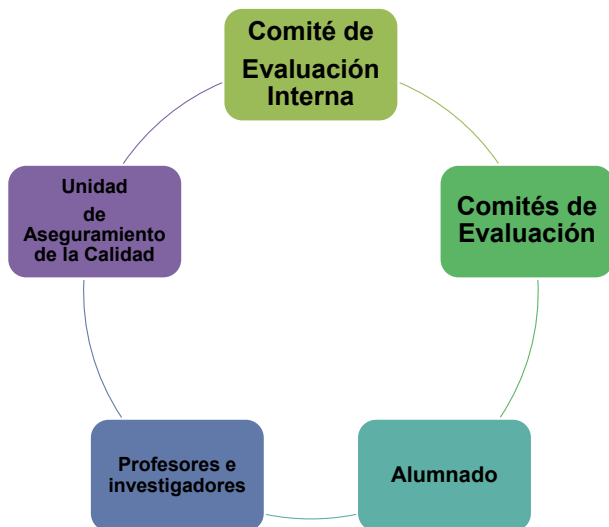 Comité de
Evaluación
Interna
Comités de
Evaluación
Alumnado
Profesores e
investigadores
Unidad
de
Aseguramiento
de la Calidad